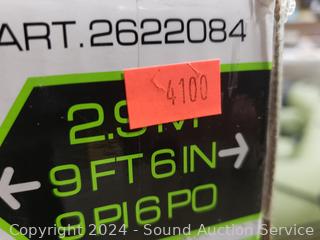 ART.2622084
4100
2.9 M
9 FT 6 IN
9 PI 6 PO
Copyright 2024 - Sound Auction Service